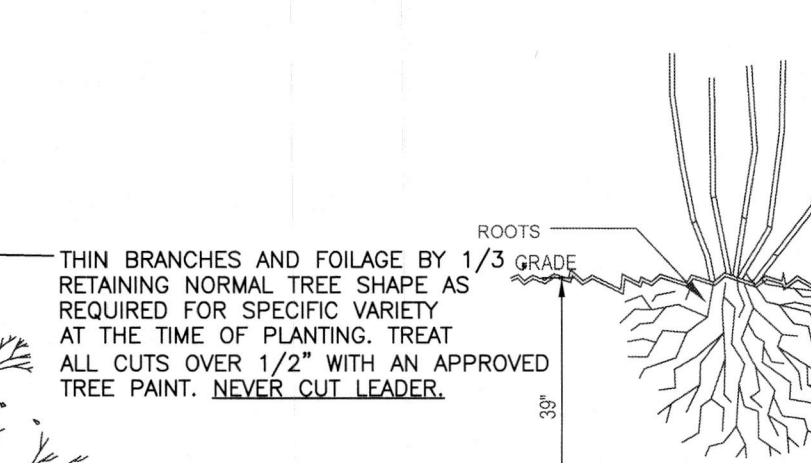 THIN BRANCHES AND FOILAGE BY 1/3
RETAINING NORMAL TREE SHAPE AS
REQUIRED FOR SPECIFIC VARIETY
AT THE TIME OF PLANTING. TREAT
ALL CUTS OVER 1/2" WITH AN APPROVED
TREE PAINT. NEVER CUT LEADER.
ROOTS
GRADE
39"